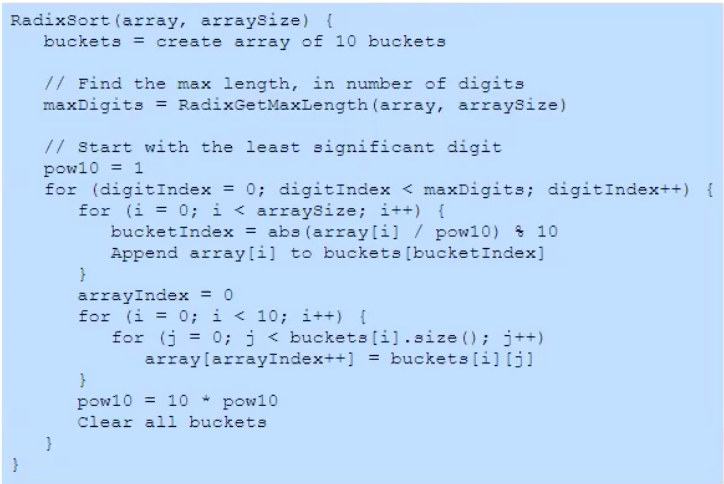 RadixSort(array, arraySize) {
   buckets = create array of 10 buckets

   // Find the max length, in number of digits
   maxDigits = RadixGetMaxLength(array, arraySize)

   // Start with the least significant digit
   pow10 = 1
   for (digitIndex = 0; digitIndex < maxDigits; digitIndex++) {
      for (i = 0; i < arraySize; i++) {
         bucketIndex = abs(array[i] / pow10) % 10
         Append array[i] to buckets[bucketIndex]
      }
      arrayIndex = 0
      for (i = 0; i < 10; i++) {
         for (j = 0; j < buckets[i].size(); j++)
            array[arrayIndex++] = buckets[i][j]
      }
      pow10 = 10 * pow10
      Clear all buckets
   }
}